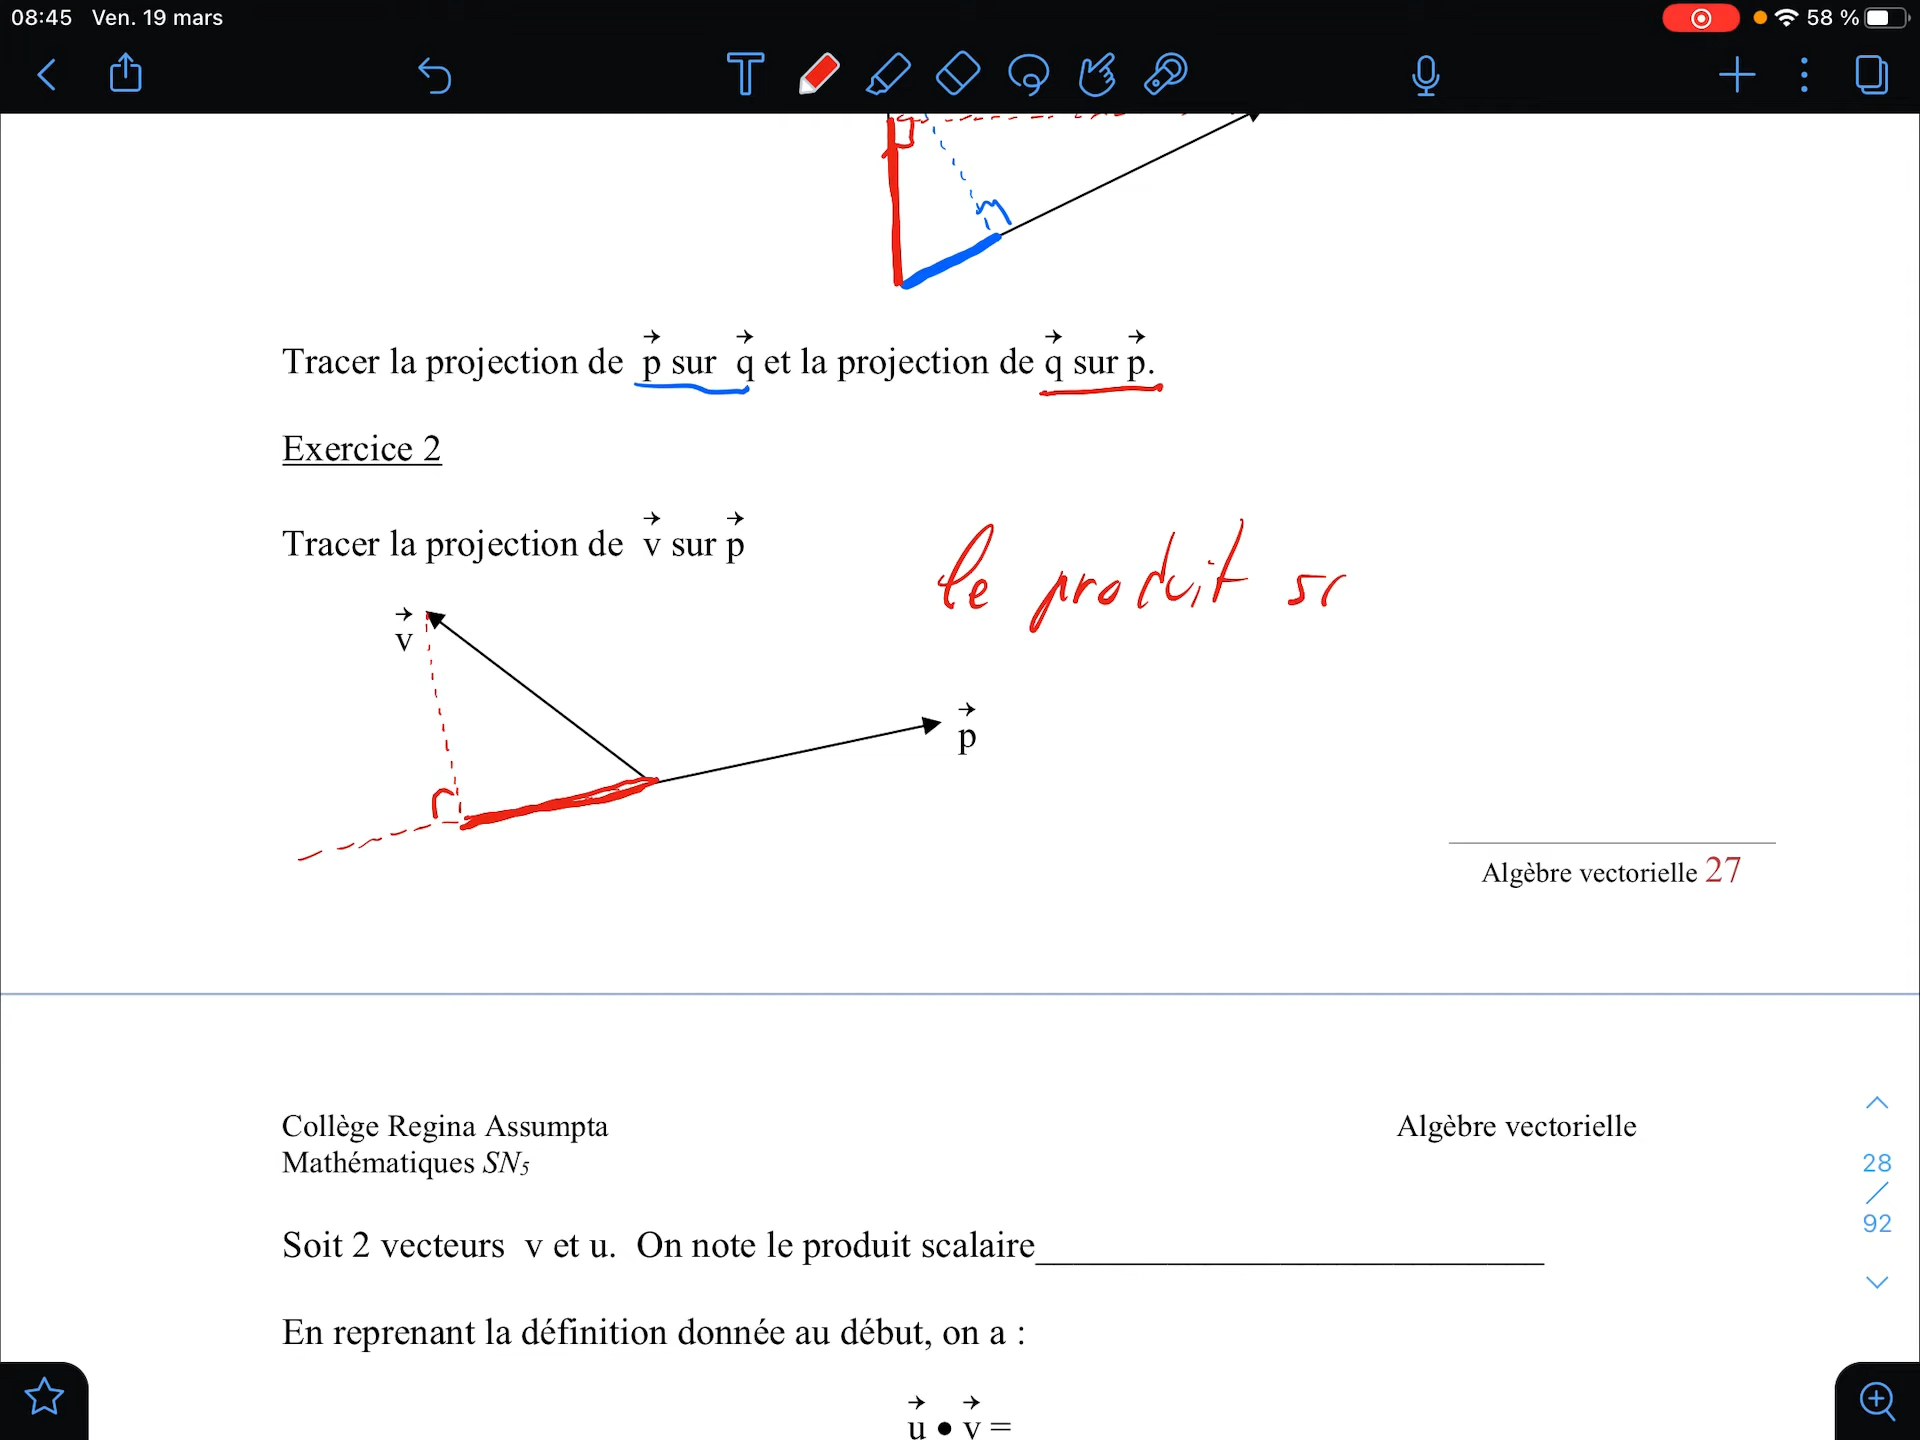 08:45 Ven. 19 mars 58 %
Tracer la projection de p sur q et la projection de q sur p.
Exercice 2
Tracer la projection de v sur p
le produit sc
v
p
Algèbre vectorielle 27
Collège Regina Assumpta Algèbre vectorielle
Mathématiques SN5
28
/
92
Soit 2 vecteurs v et u. On note le produit scalaire
En reprenant la définition donnée au début, on a :
u • v =